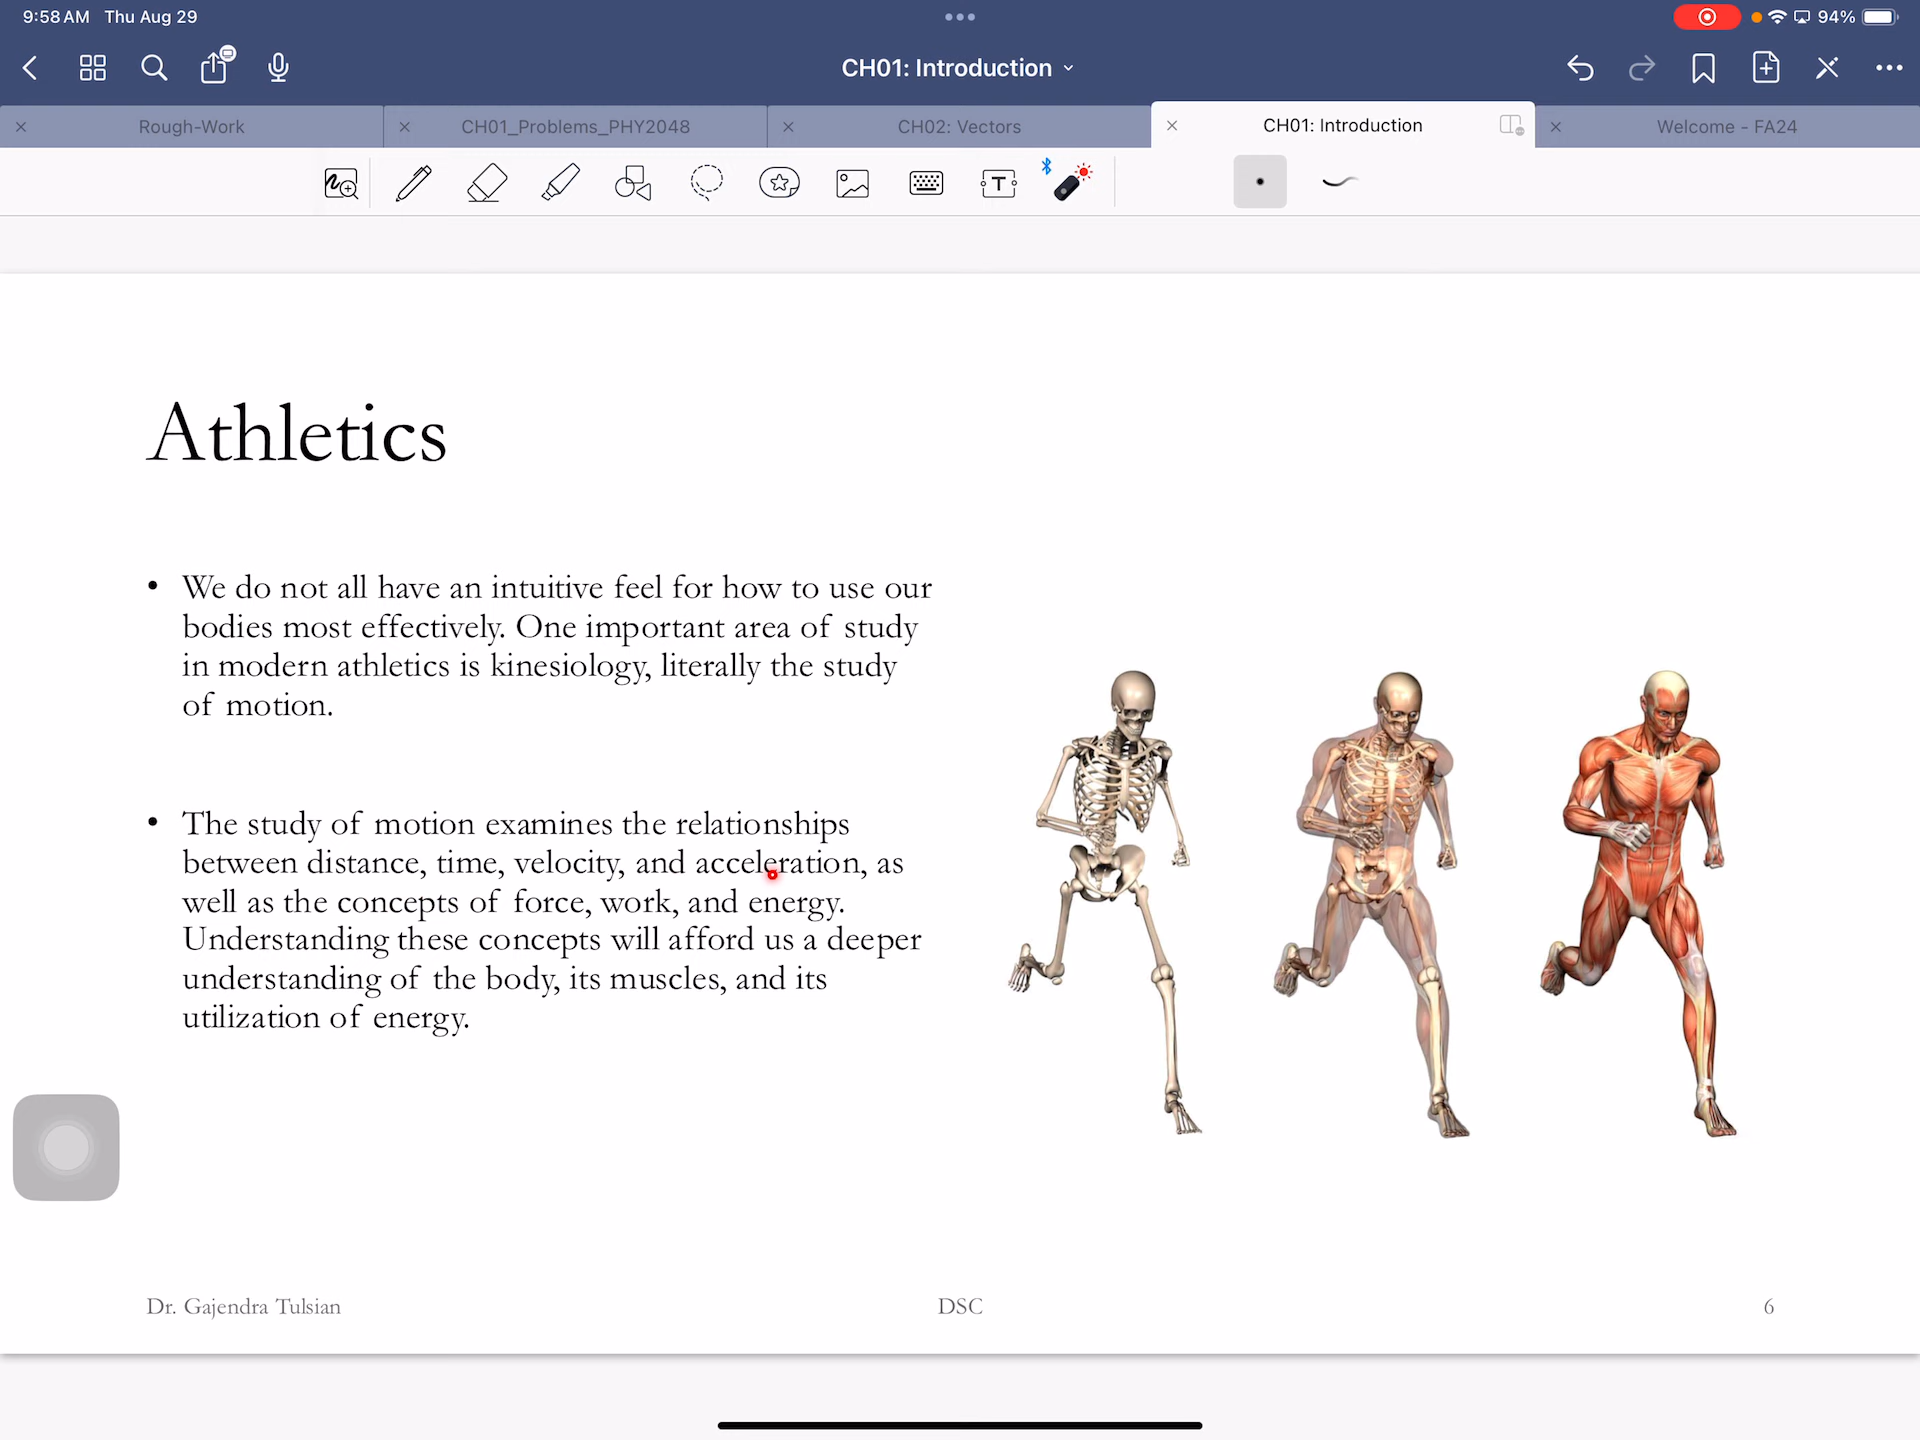 9:58 AM Thu Aug 29
94%
CH01: Introduction
Rough-Work
CH01_Problems_PHY2048
CH02: Vectors
CH01: Introduction
Welcome - FA24
T
Athletics
• We do not all have an intuitive feel for how to use our
bodies most effectively. One important area of study
in modern athletics is kinesiology, literally the study
of motion.
• The study of motion examines the relationships
between distance, time, velocity, and acceleration, as
well as the concepts of force, work, and energy.
Understanding these concepts will afford us a deeper
understanding of the body, its muscles, and its
utilization of energy.
Dr. Gajendra Tulsian
DSC
6